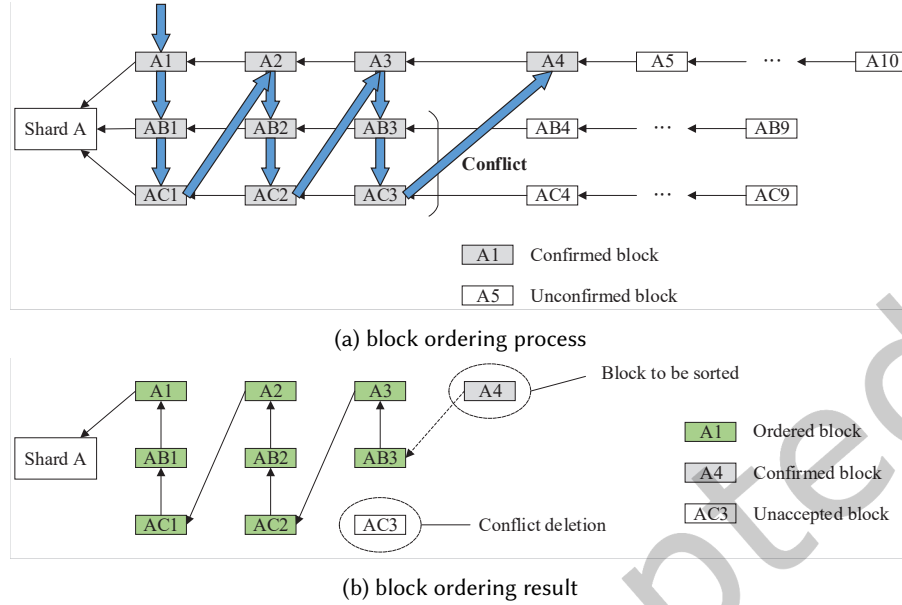 A1 A2 A3 A4 A5 ... A10
Shard A AB1 AB2 AB3 AB4 ... AB9
Conflict
AC1 AC2 AC3 AC4 ... AC9
A1 Confirmed block
A5 Unconfirmed block
(a) block ordering process
A1 A2 A3 A4 Block to be sorted
Shard A AB1 AB2 AB3
A1 Ordered block
A4 Confirmed block
AC1 AC2 AC3 Conflict deletion
AC3 Unaccepted block
(b) block ordering result
pted